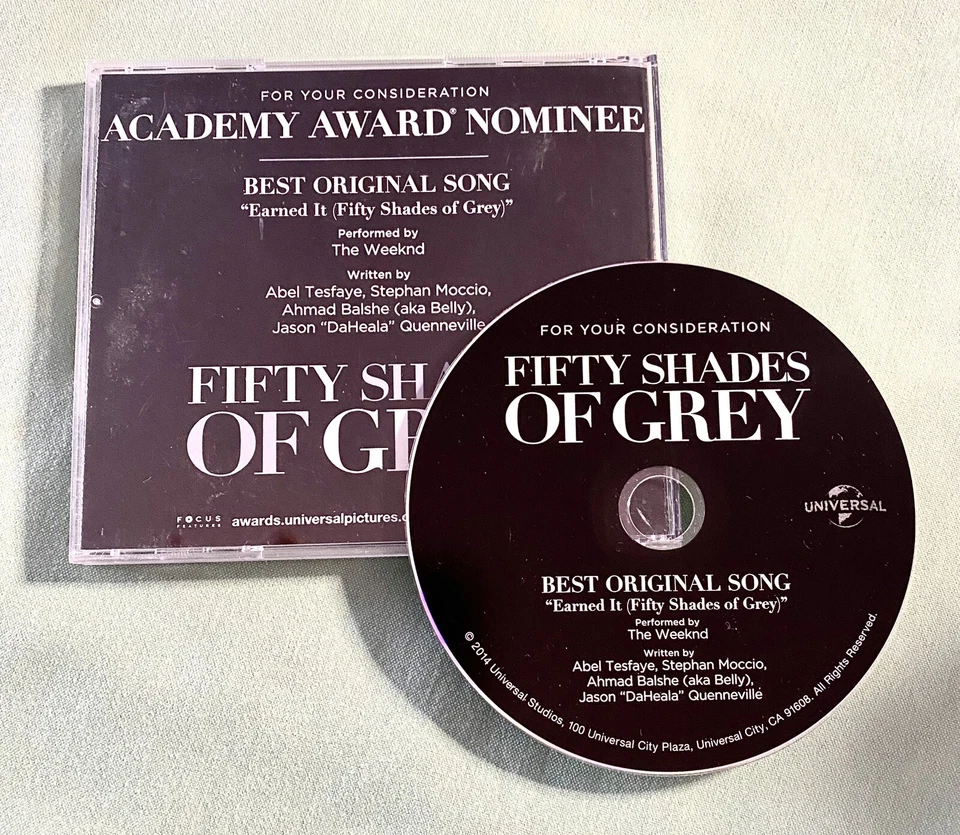 FOR YOUR CONSIDERATION
ACADEMY AWARD® NOMINEE
BEST ORIGINAL SONG
“Earned It (Fifty Shades of Grey)”
Performed by
The Weeknd
Written by
Abel Tesfaye, Stephan Moccio,
Ahmad Balshe (aka Belly),
Jason “DaHeala” Quenneville
FIFTY SHA
OF GR
FOCUS
FEATURES
awards.universalpictures.c
FOR YOUR CONSIDERATION
FIFTY SHADES
OF GREY
UNIVERSAL
BEST ORIGINAL SONG
“Earned It (Fifty Shades of Grey)”
Performed by
The Weeknd
Written by
Abel Tesfaye, Stephan Moccio,
Ahmad Balshe (aka Belly),
Jason “DaHeala” Quenneville
© 2014 Universal Studios, 100 Universal City Plaza, Universal City, CA 91608. All Rights Reserved.